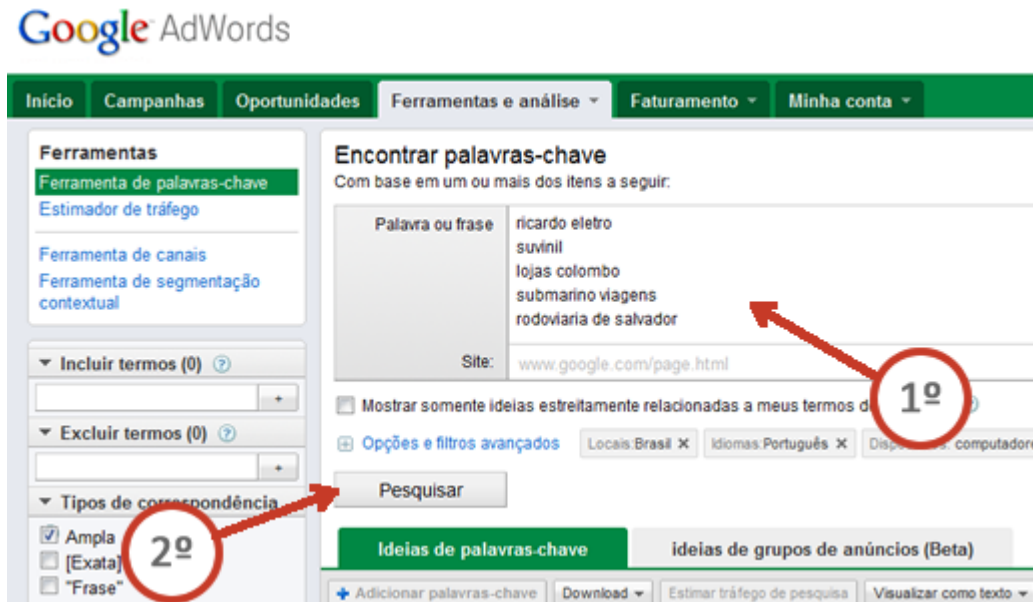 Google AdWords
Início Campanhas Oportunidades Ferramentas e análise Faturamento Minha conta
Ferramentas
Ferramenta de palavras-chave
Estimador de tráfego
Ferramenta de canais
Ferramenta de segmentação
contextual
Incluir termos (0) ?
+
Excluir termos (0) ?
+
Tipos de correspondência
Ampla
[Exata]
"Frase"
2º
Encontrar palavras-chave
Com base em um ou mais dos itens a seguir:
Palavra ou frase
ricardo eletro
suvinil
lojas colombo
submarino viagens
rodoviaria de salvador
Site: www.google.com/page.html
1º
Mostrar somente ideias estreitamente relacionadas a meus termos
Opções e filtros avançados Locais:Brasil X Idiomas:Português X
Pesquisar
Ideias de palavras-chave ideias de grupos de anúncios (Beta)
+ Adicionar palavras-chave Download Estimar tráfego de pesquisa Visualizar como texto